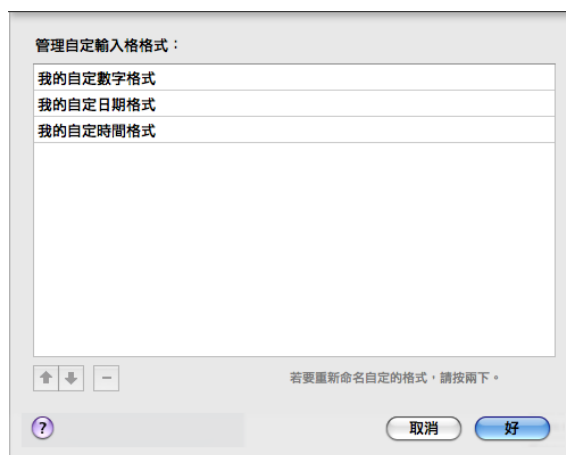 管理自定輸入格格式：
我的自定數字格式
我的自定日期格式
我的自定時間格式
若要重新命名自定的格式，請按兩下。
?
取消
好